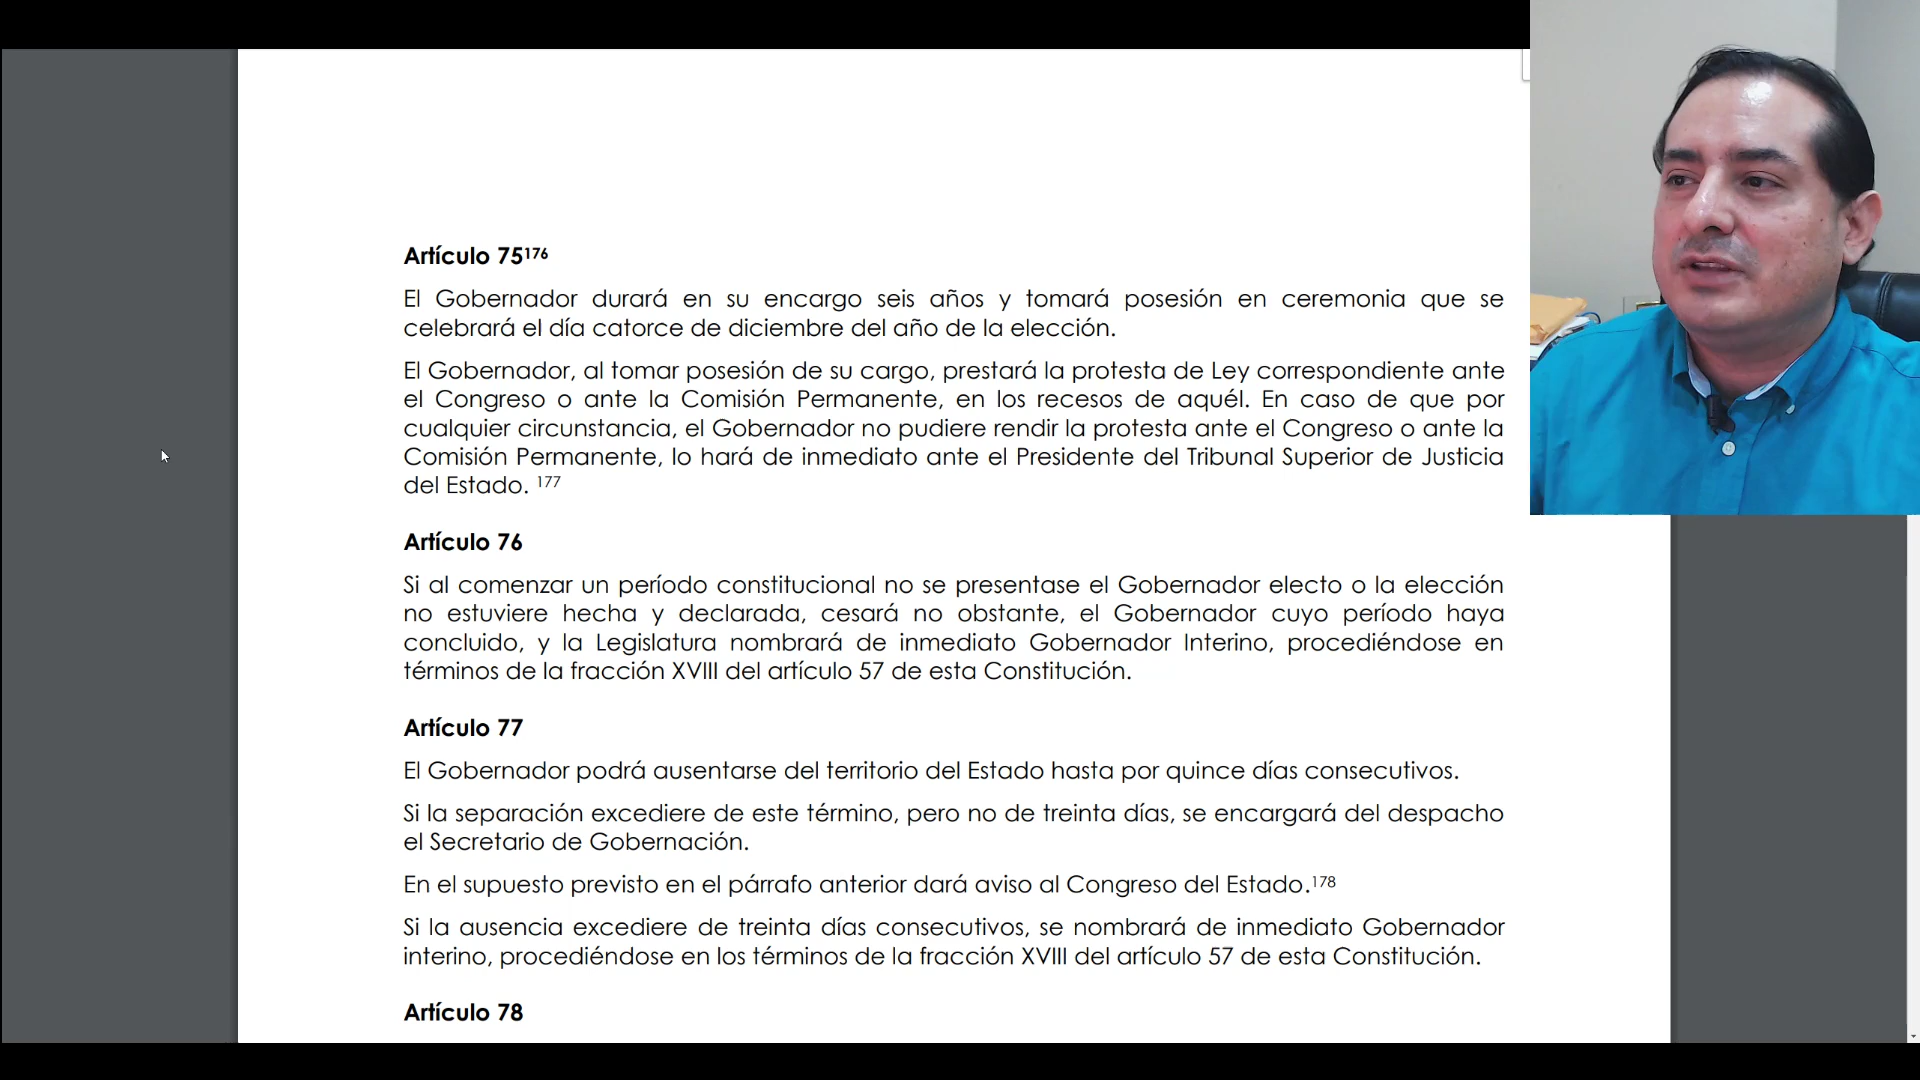 Artículo 75¹⁷⁶
El Gobernador durará en su encargo seis años y tomará posesión en ceremonia que se
celebrará el día catorce de diciembre del año de la elección.
El Gobernador, al tomar posesión de su cargo, prestará la protesta de Ley correspondiente ante
el Congreso o ante la Comisión Permanente, en los recesos de aquél. En caso de que por
cualquier circunstancia, el Gobernador no pudiere rendir la protesta ante el Congreso o ante la
Comisión Permanente, lo hará de inmediato ante el Presidente del Tribunal Superior de Justicia
del Estado. ¹⁷⁷
Artículo 76
Si al comenzar un período constitucional no se presentase el Gobernador electo o la elección
no estuviere hecha y declarada, cesará no obstante, el Gobernador cuyo período haya
concluido, y la Legislatura nombrará de inmediato Gobernador Interino, procediéndose en
términos de la fracción XVIII del artículo 57 de esta Constitución.
Artículo 77
El Gobernador podrá ausentarse del territorio del Estado hasta por quince días consecutivos.
Si la separación excediere de este término, pero no de treinta días, se encargará del despacho
el Secretario de Gobernación.
En el supuesto previsto en el párrafo anterior dará aviso al Congreso del Estado.¹⁷⁸
Si la ausencia excediere de treinta días consecutivos, se nombrará de inmediato Gobernador
interino, procediéndose en los términos de la fracción XVIII del artículo 57 de esta Constitución.
Artículo 78